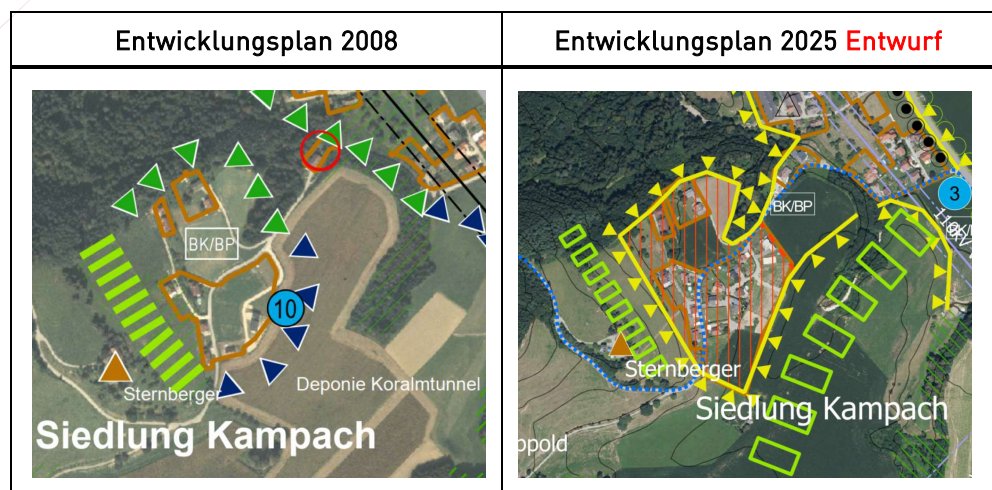 Entwicklungsplan 2008
Entwicklungsplan 2025 Entwurf
BK/BP
10
Sternberger
Deponie Koralmtunnel
Siedlung Kampach
BK/BP
3
Sternberger
Siedlung Kampach
ppold